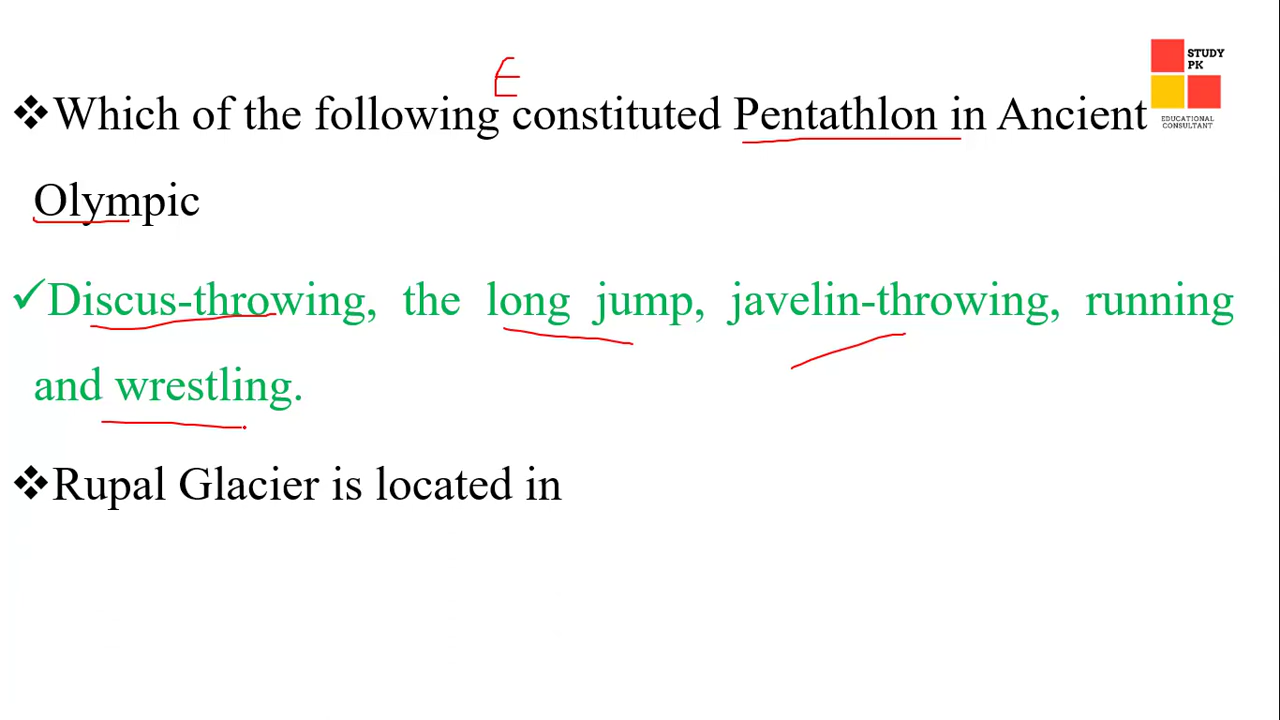 E
STUDY
PK
❖Which of the following constituted Pentathlon in Ancient
EDUCATIONAL
CONSULTANT
Olympic
✓Discus-throwing, the long jump, javelin-throwing, running
and wrestling.
❖Rupal Glacier is located in